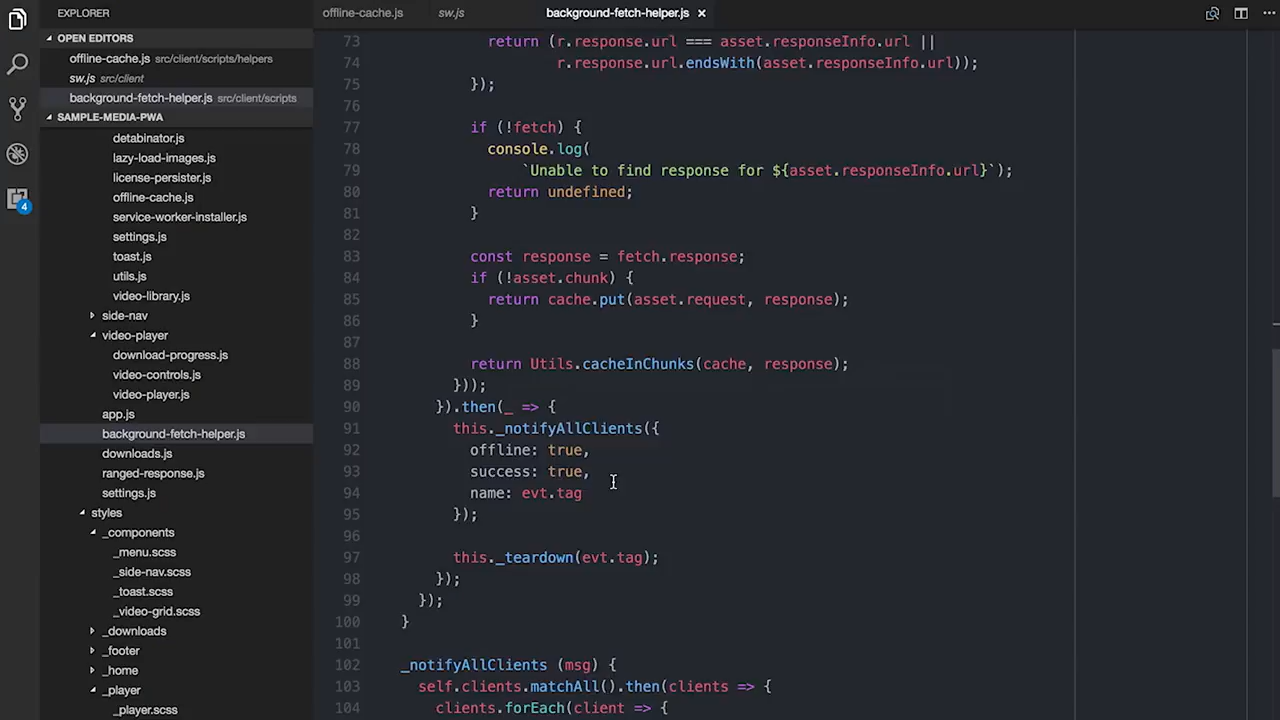 EXPLORER
OPEN EDITORS
offline-cache.js src/client/scripts/helpers
sw.js src/client
background-fetch-helper.js src/client/scripts
SAMPLE-MEDIA-PWA
detabinator.js
lazy-load-images.js
license-persister.js
offline-cache.js
service-worker-installer.js
settings.js
toast.js
utils.js
video-library.js
side-nav
video-player
download-progress.js
video-controls.js
video-player.js
app.js
background-fetch-helper.js
downloads.js
ranged-response.js
settings.js
styles
_components
_menu.scss
_side-nav.scss
_toast.scss
_video-grid.scss
_downloads
_footer
_home
_player
_player.scss
4
offline-cache.js sw.js background-fetch-helper.js ×
73 return (r.response.url === asset.responseInfo.url ||
74 r.response.url.endsWith(asset.responseInfo.url));
75 });
76
77 if (!fetch) {
78 console.log(
79 `Unable to find response for ${asset.responseInfo.url}`);
80 return undefined;
81 }
82
83 const response = fetch.response;
84 if (!asset.chunk) {
85 return cache.put(asset.request, response);
86 }
87
88 return Utils.cacheInChunks(cache, response);
89 }));
90 }).then(_ => {
91 this._notifyAllClients({
92 offline: true,
93 success: true,
94 name: evt.tag
95 });
96
97 this._teardown(evt.tag);
98 });
99 });
100 }
101
102 _notifyAllClients (msg) {
103 self.clients.matchAll().then(clients => {
104 clients.forEach(client => {